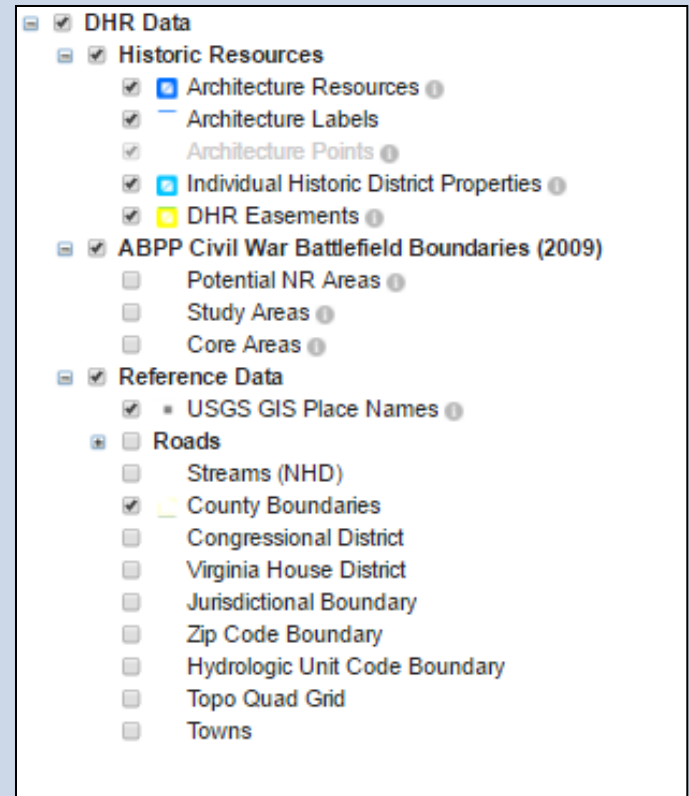 DHR Data
Historic Resources
Architecture Resources
Architecture Labels
Architecture Points
Individual Historic District Properties
DHR Easements
ABPP Civil War Battlefield Boundaries (2009)
Potential NR Areas
Study Areas
Core Areas
Reference Data
USGS GIS Place Names
Roads
Streams (NHD)
County Boundaries
Congressional District
Virginia House District
Jurisdictional Boundary
Zip Code Boundary
Hydrologic Unit Code Boundary
Topo Quad Grid
Towns